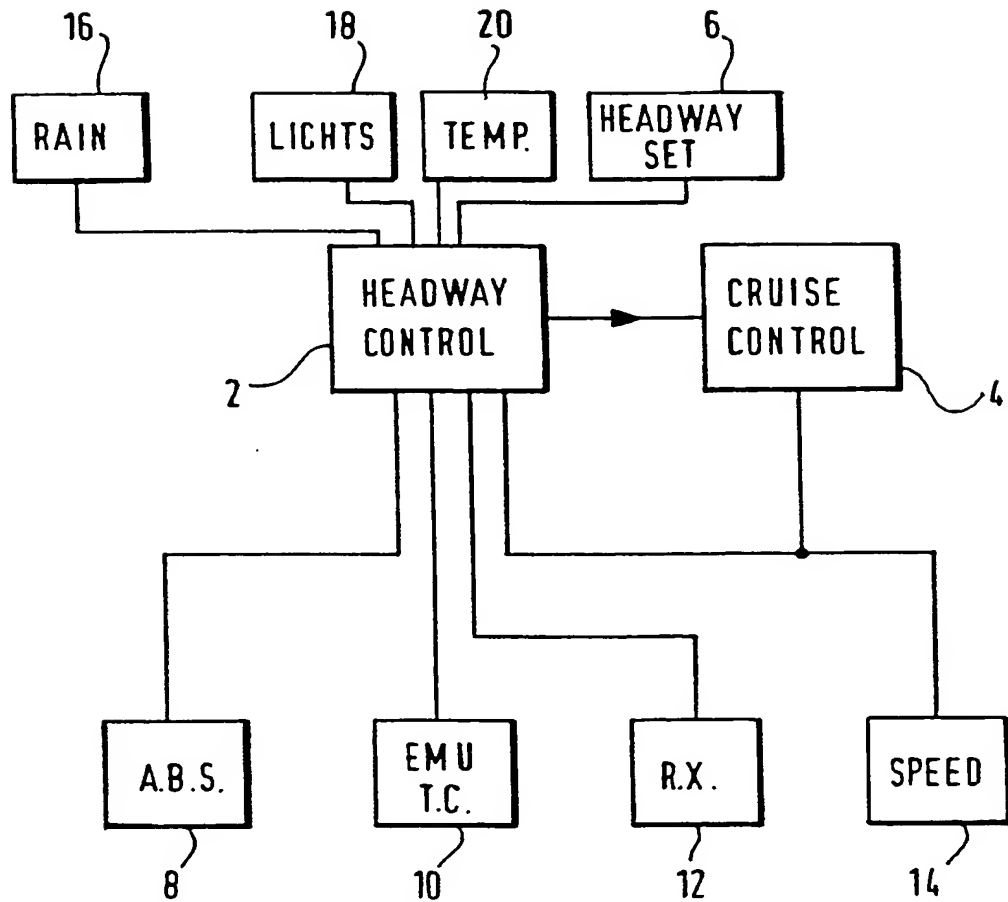 16
18
20
6
RAIN
LICHTS
TEMP.
HEADWAY
SET
HEADWAY
CONTROL
CRUISE
CONTROL
2
4
A.B.S.
EMU
T.C.
R.X.
SPEED
8
10
12
14